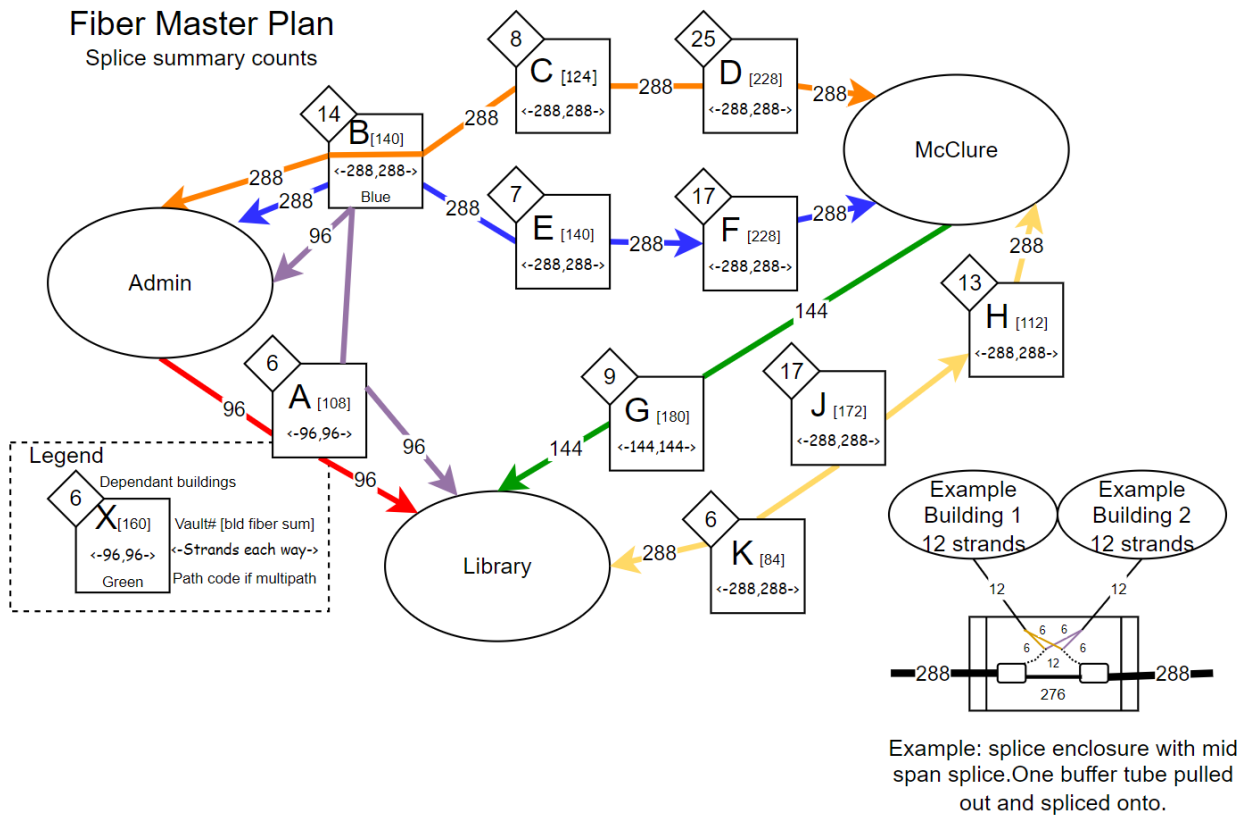 Fiber Master Plan
Splice summary counts
8
C [124]
<-288,288->
25
D [228]
<-288,288->
288
288
288
14
B[140]
<-288,288->
Blue
288
288
96
McClure
7
E [140]
<-288,288->
17
F [228]
<-288,288->
288
288
288
Admin
13
H [112]
<-288,288->
288
144
6
A [108]
<-96,96->
96
96
96
9
G [180]
<-144,144->
144
17
J [172]
<-288,288->
6
K [84]
<-288,288->
288
Library
Legend
Dependant buildings
6
X[160]
<-96,96->
Green
Vault# [bld fiber sum]
<-Strands each way->
Path code if multipath
Example
Building 1
12 strands
Example
Building 2
12 strands
12
12
6
6
6
6
12
276
288
288
Example: splice enclosure with mid
span splice.One buffer tube pulled
out and spliced onto.